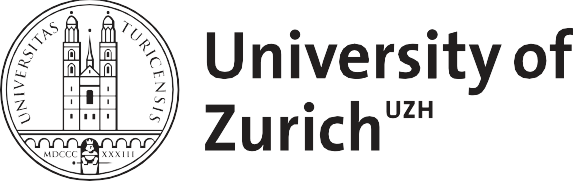 UNIVERSITAS TURICENSIS
MDCCC XXXIII
University of
Zurich UZH